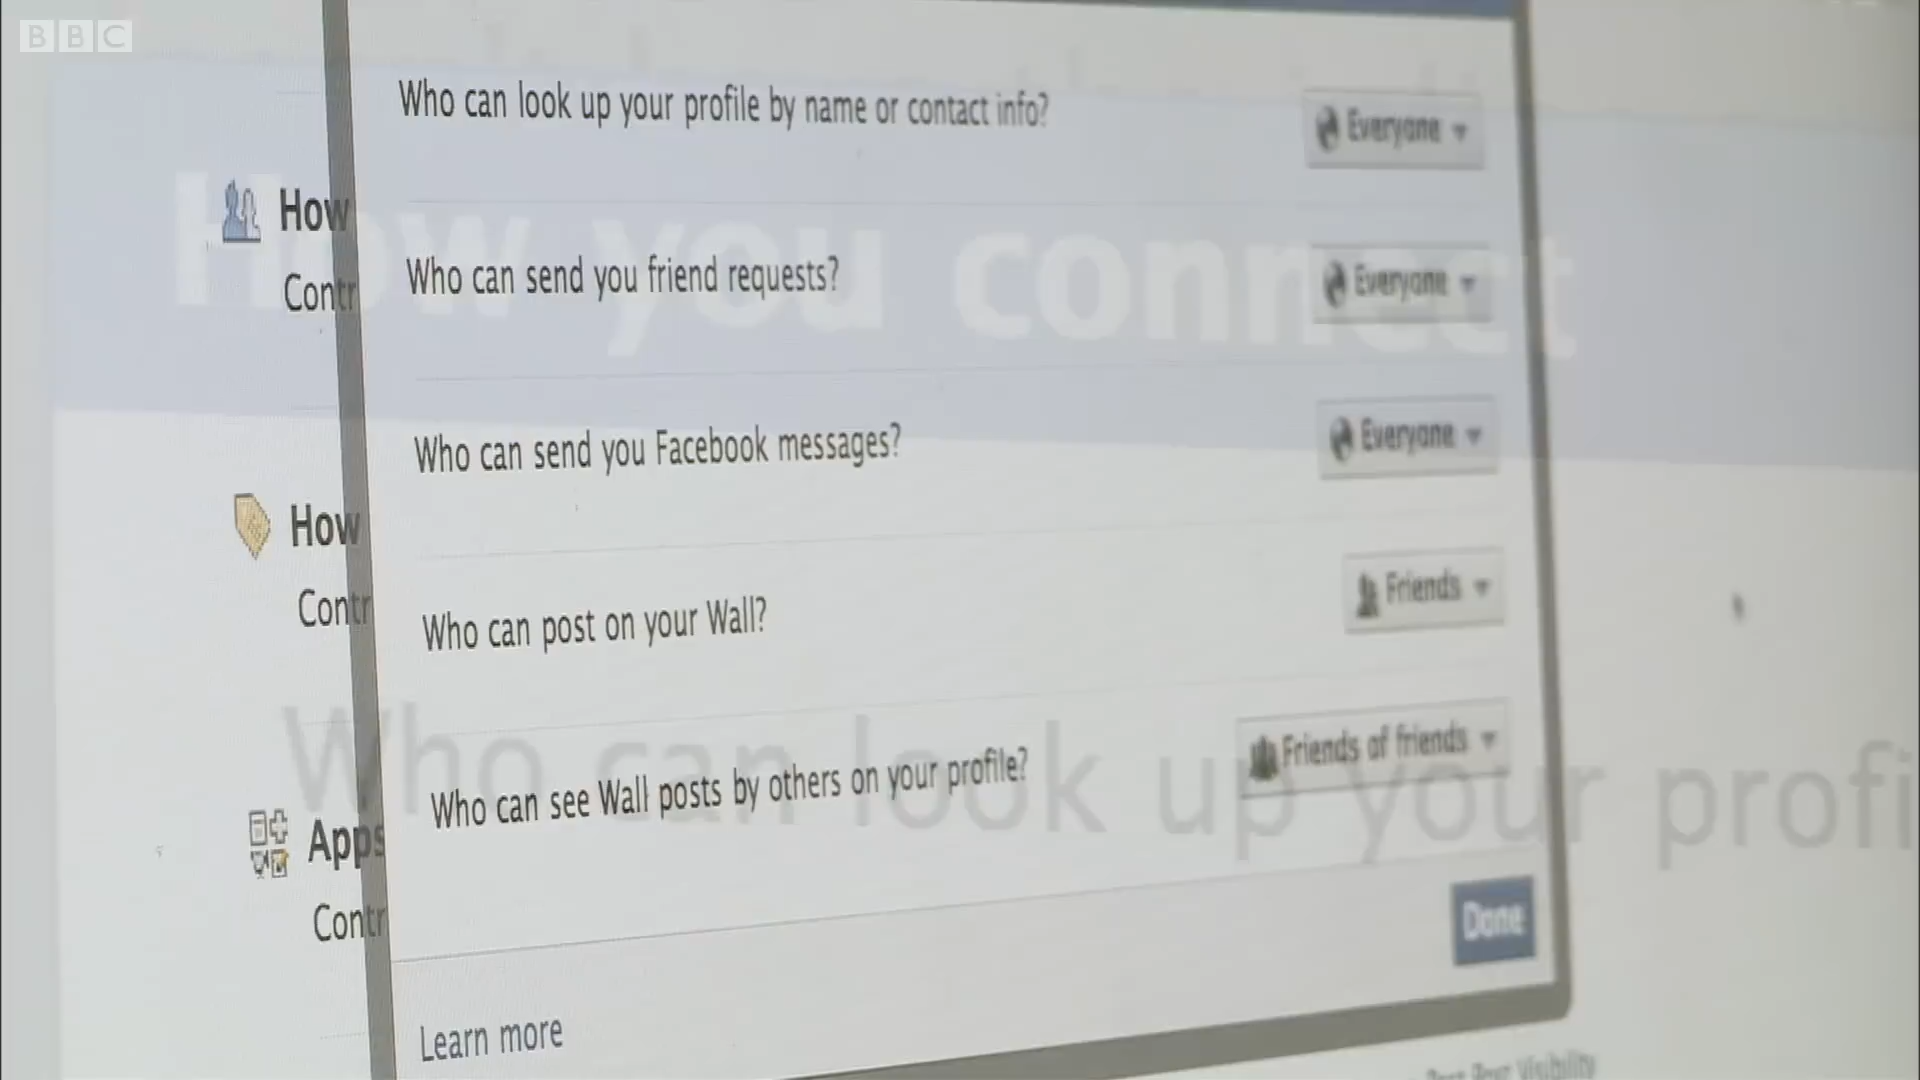 BBC
Who can look up your profile by name or contact info?
Everyone
How you connect
How
Contr
Who can send you friend requests?
Everyone
Who can send you Facebook messages?
Everyone
How
Contr
Who can post on your Wall?
Friends
Who can look up your profi
Who can see Wall posts by others on your profile?
Friends of friends
Apps
Contr
Done
Learn more
Post Visibility